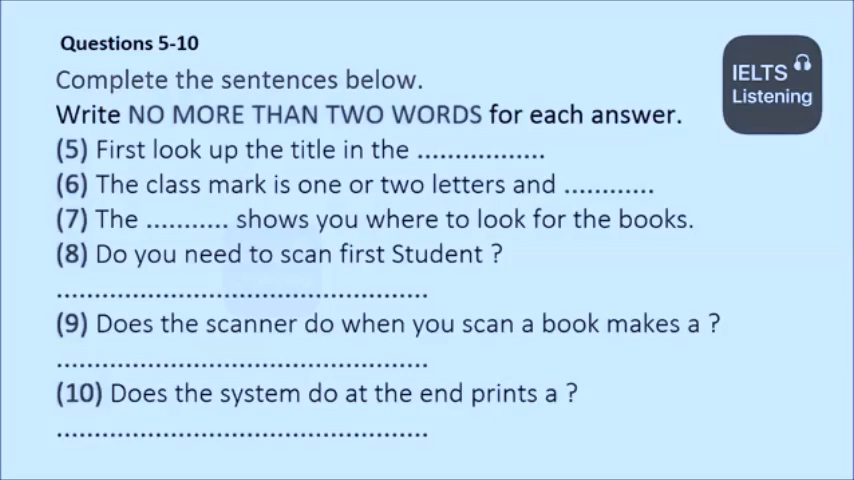 Questions 5-10
IELTS
Listening
Complete the sentences below.
Write NO MORE THAN TWO WORDS for each answer.
(5) First look up the title in the .................
(6) The class mark is one or two letters and ............
(7) The ........... shows you where to look for the books.
(8) Do you need to scan first Student ?
..............................................
(9) Does the scanner do when you scan a book makes a ?
..............................................
(10) Does the system do at the end prints a ?
..............................................